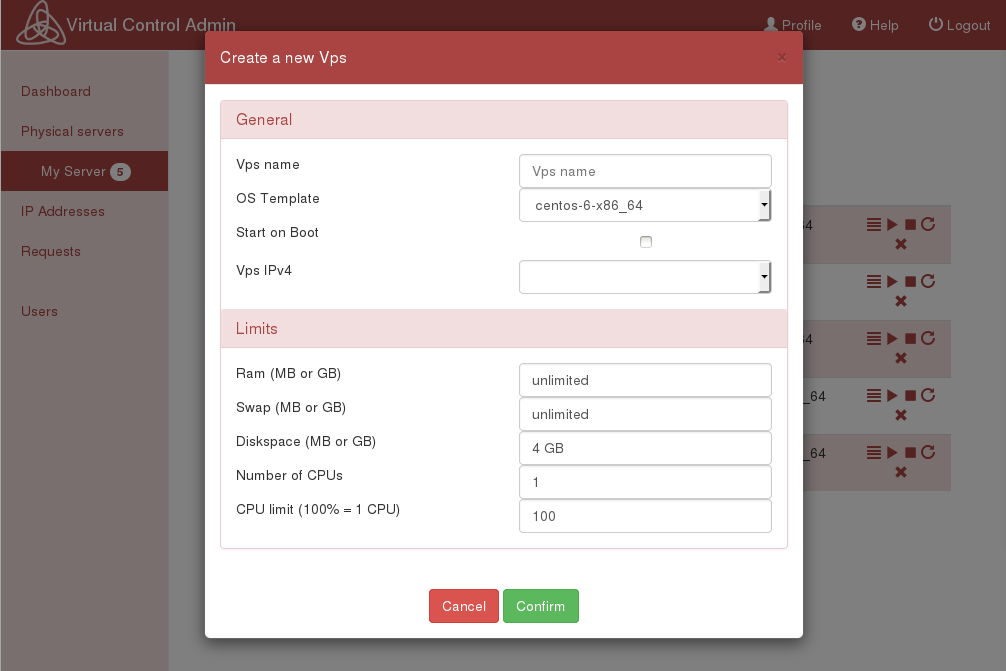 Virtual Control Admin
Profile
Help
Logout
Create a new Vps
×
Dashboard
Physical servers
My Server 5
IP Addresses
Requests
Users
General
Vps name
Vps name
OS Template
centos-6-x86_64
Start on Boot
Vps IPv4
Limits
Ram (MB or GB)
unlimited
Swap (MB or GB)
unlimited
Diskspace (MB or GB)
4 GB
Number of CPUs
1
CPU limit (100% = 1 CPU)
100
Cancel
Confirm
64
64
_64
_64